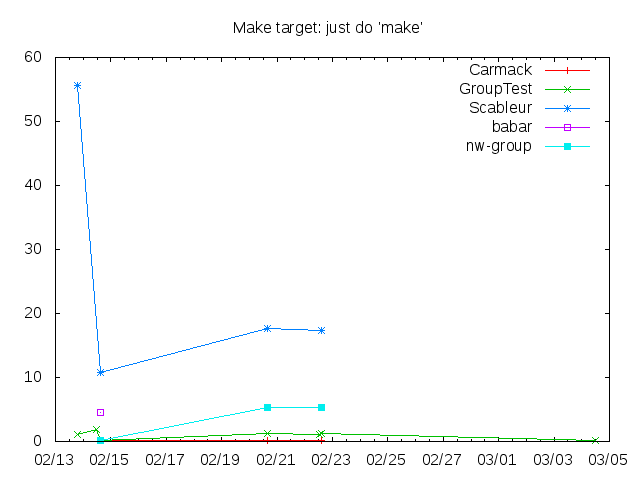 Make target: just do 'make'
60
50
40
30
20
10
0
Carmack
GroupTest
Scableur
babar
nw-group
02/13 02/15 02/17 02/19 02/21 02/23 02/25 02/27 03/01 03/03 03/05